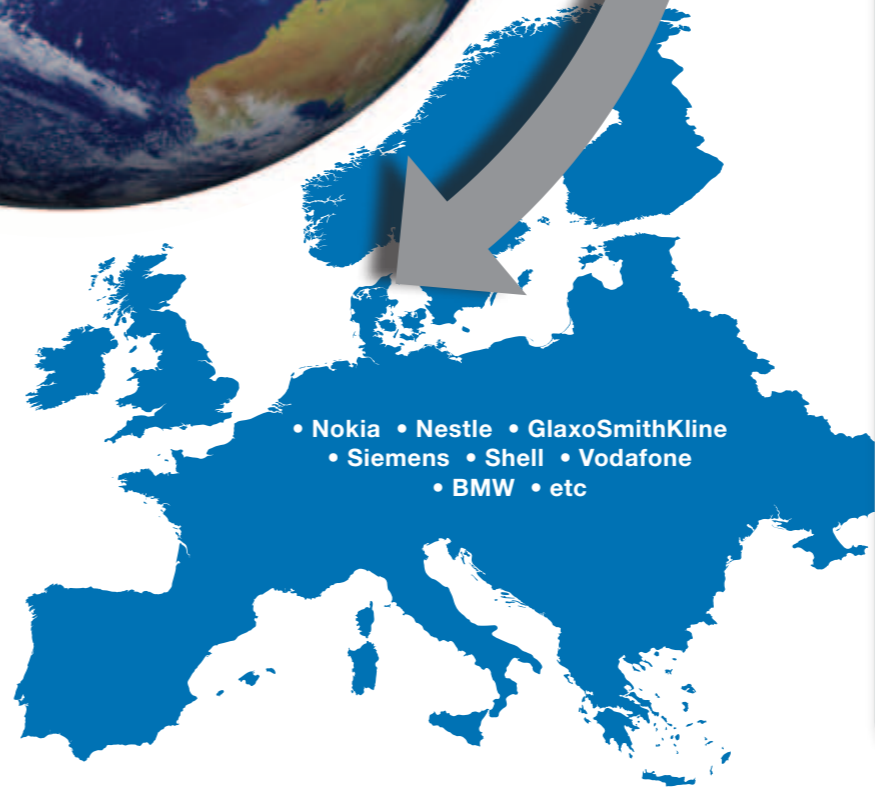 • Nokia • Nestle • GlaxoSmithKline
• Siemens • Shell • Vodafone
• BMW • etc